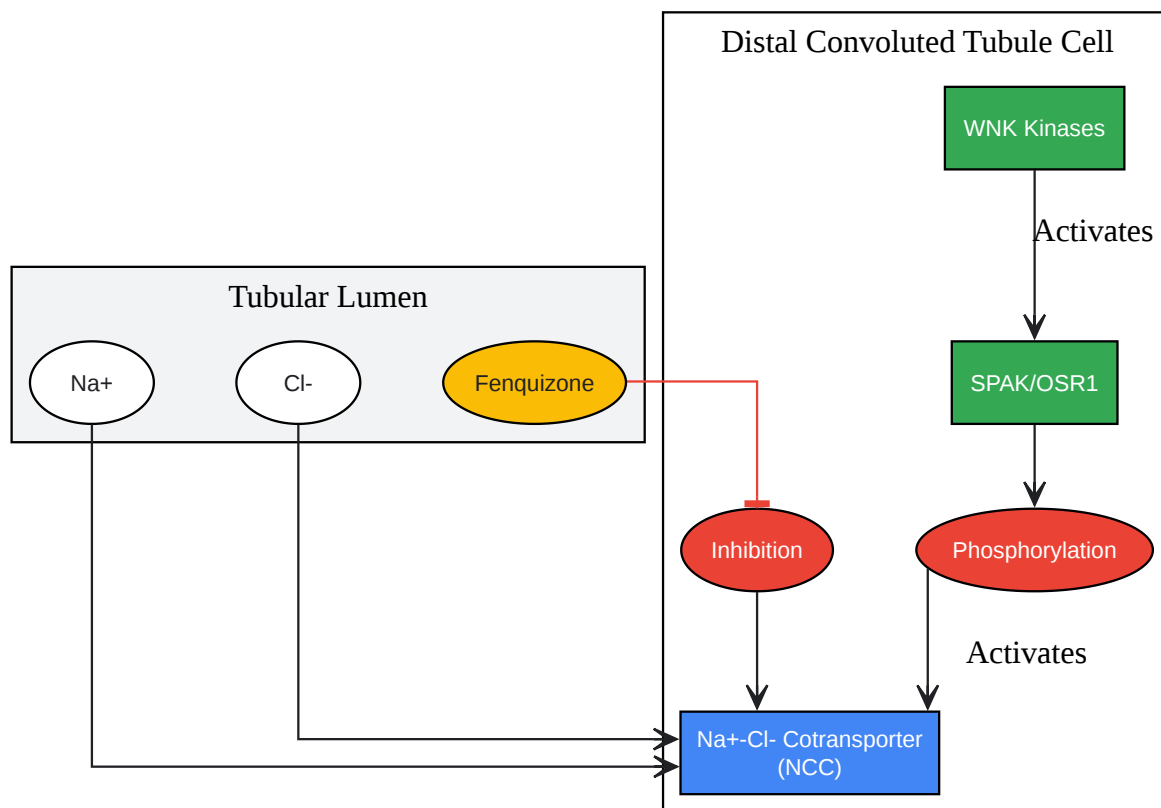 Distal Convoluted Tubule Cell
WNK Kinases
Activates
Tubular Lumen
Na+
Cl-
Fenquizone
SPAK/OSR1
Inhibition
Phosphorylation
Activates
Na+-Cl- Cotransporter
(NCC)